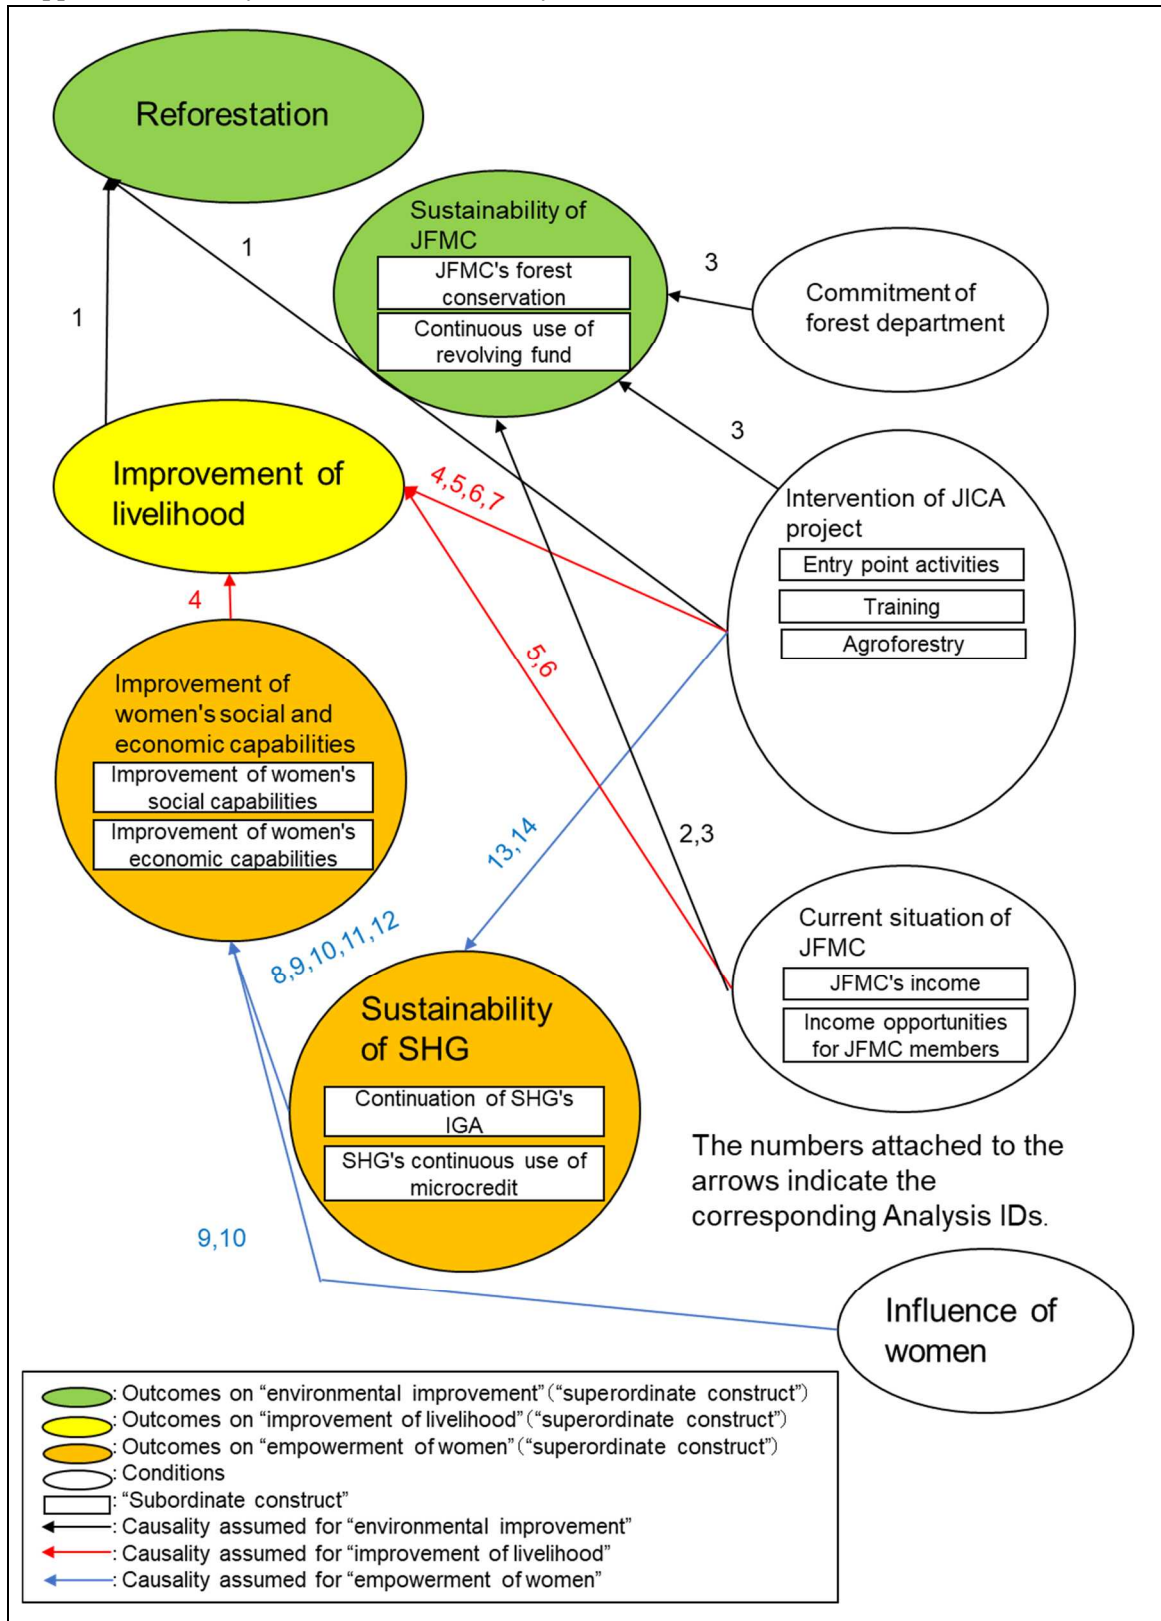 Reforestation
Sustainability of
JFMC
JFMC's forest
conservation
Continuous use of
revolving fund
1
3
Commitment of
forest department
1
3
Improvement of
livelihood
4,5,6,7
Intervention of JICA
project
Entry point activities
Training
Agroforestry
4
5,6
Improvement of
women's social and
economic capabilities
Improvement of women's
social capabilities
Improvement of women's
economic capabilities
13,14
2,3
8,9,10,11,12
Current situation of
JFMC
JFMC's income
Income opportunities
for JFMC members
Sustainability
of SHG
Continuation of SHG's
IGA
SHG's continuous use of
microcredit
The numbers attached to the
arrows indicate the
corresponding Analysis IDs.
9,10
Influence of
women
: Outcomes on “environmental improvement”(“superordinate construct”)
: Outcomes on “improvement of livelihood”(“superordinate construct”)
: Outcomes on “empowerment of women”(“superordinate construct”)
: Conditions
: “Subordinate construct”
: Causality assumed for “environmental improvement”
: Causality assumed for “improvement of livelihood”
: Causality assumed for “empowerment of women”